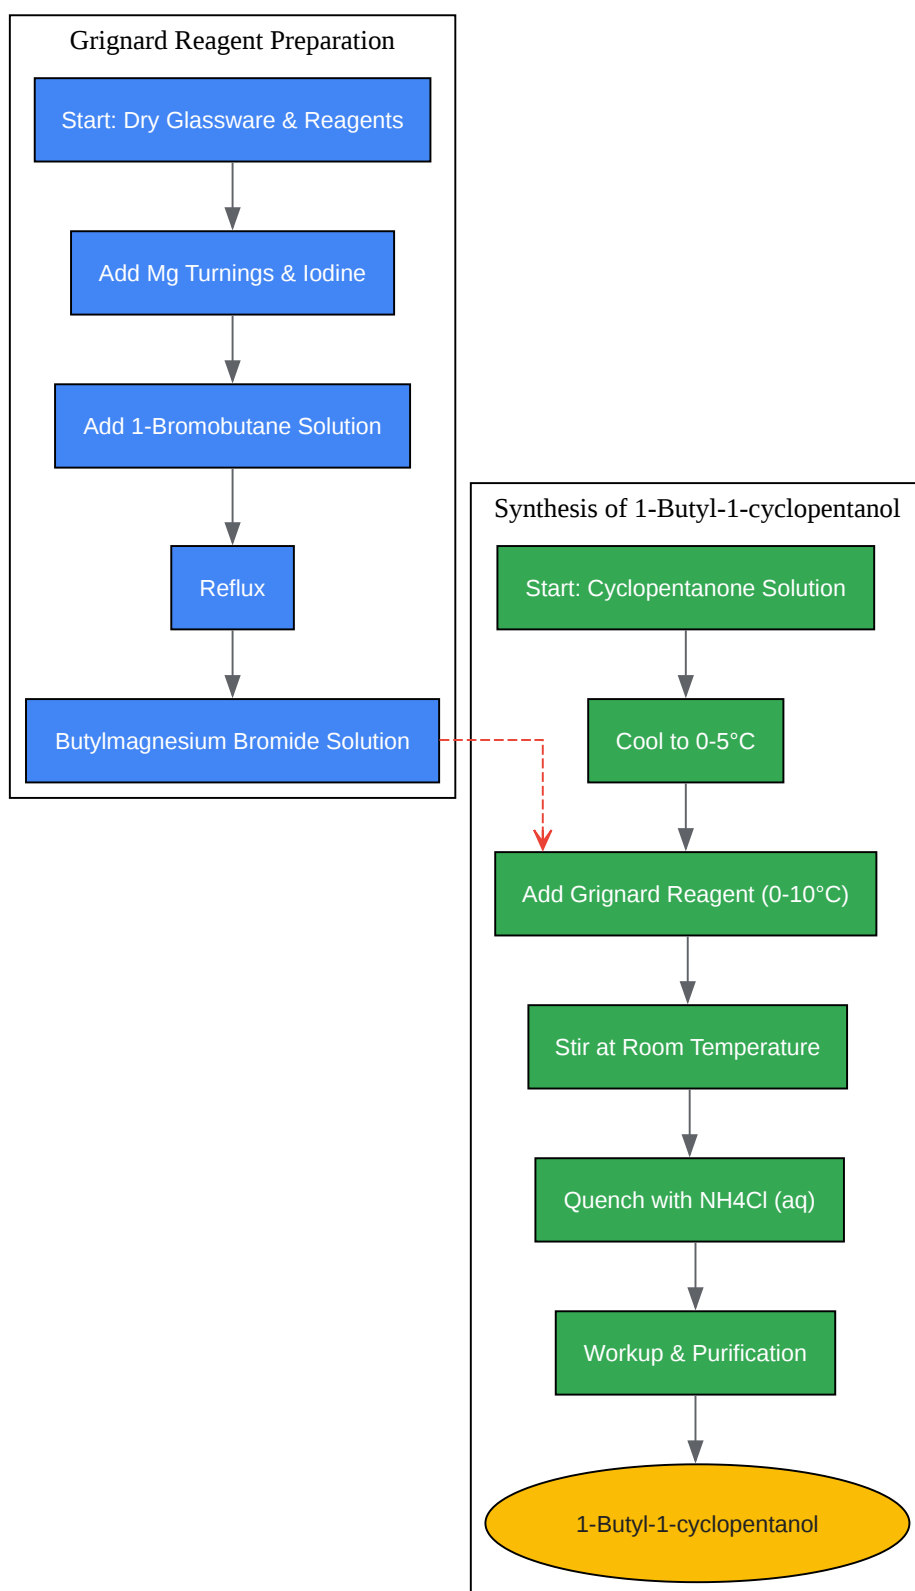 Grignard Reagent Preparation
Start: Dry Glassware & Reagents
Add Mg Turnings & Iodine
Add 1-Bromobutane Solution
Reflux
Butylmagnesium Bromide Solution
Synthesis of 1-Butyl-1-cyclopentanol
Start: Cyclopentanone Solution
Cool to 0-5°C
Add Grignard Reagent (0-10°C)
Stir at Room Temperature
Quench with NH4Cl (aq)
Workup & Purification
1-Butyl-1-cyclopentanol